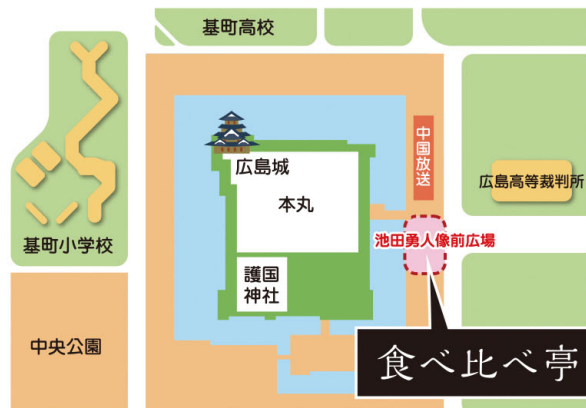 基町高校
中国放送
広島城
本丸
広島高等裁判所
池田勇人像前広場
基町小学校
護国
神社
中央公園
食べ比べ亭